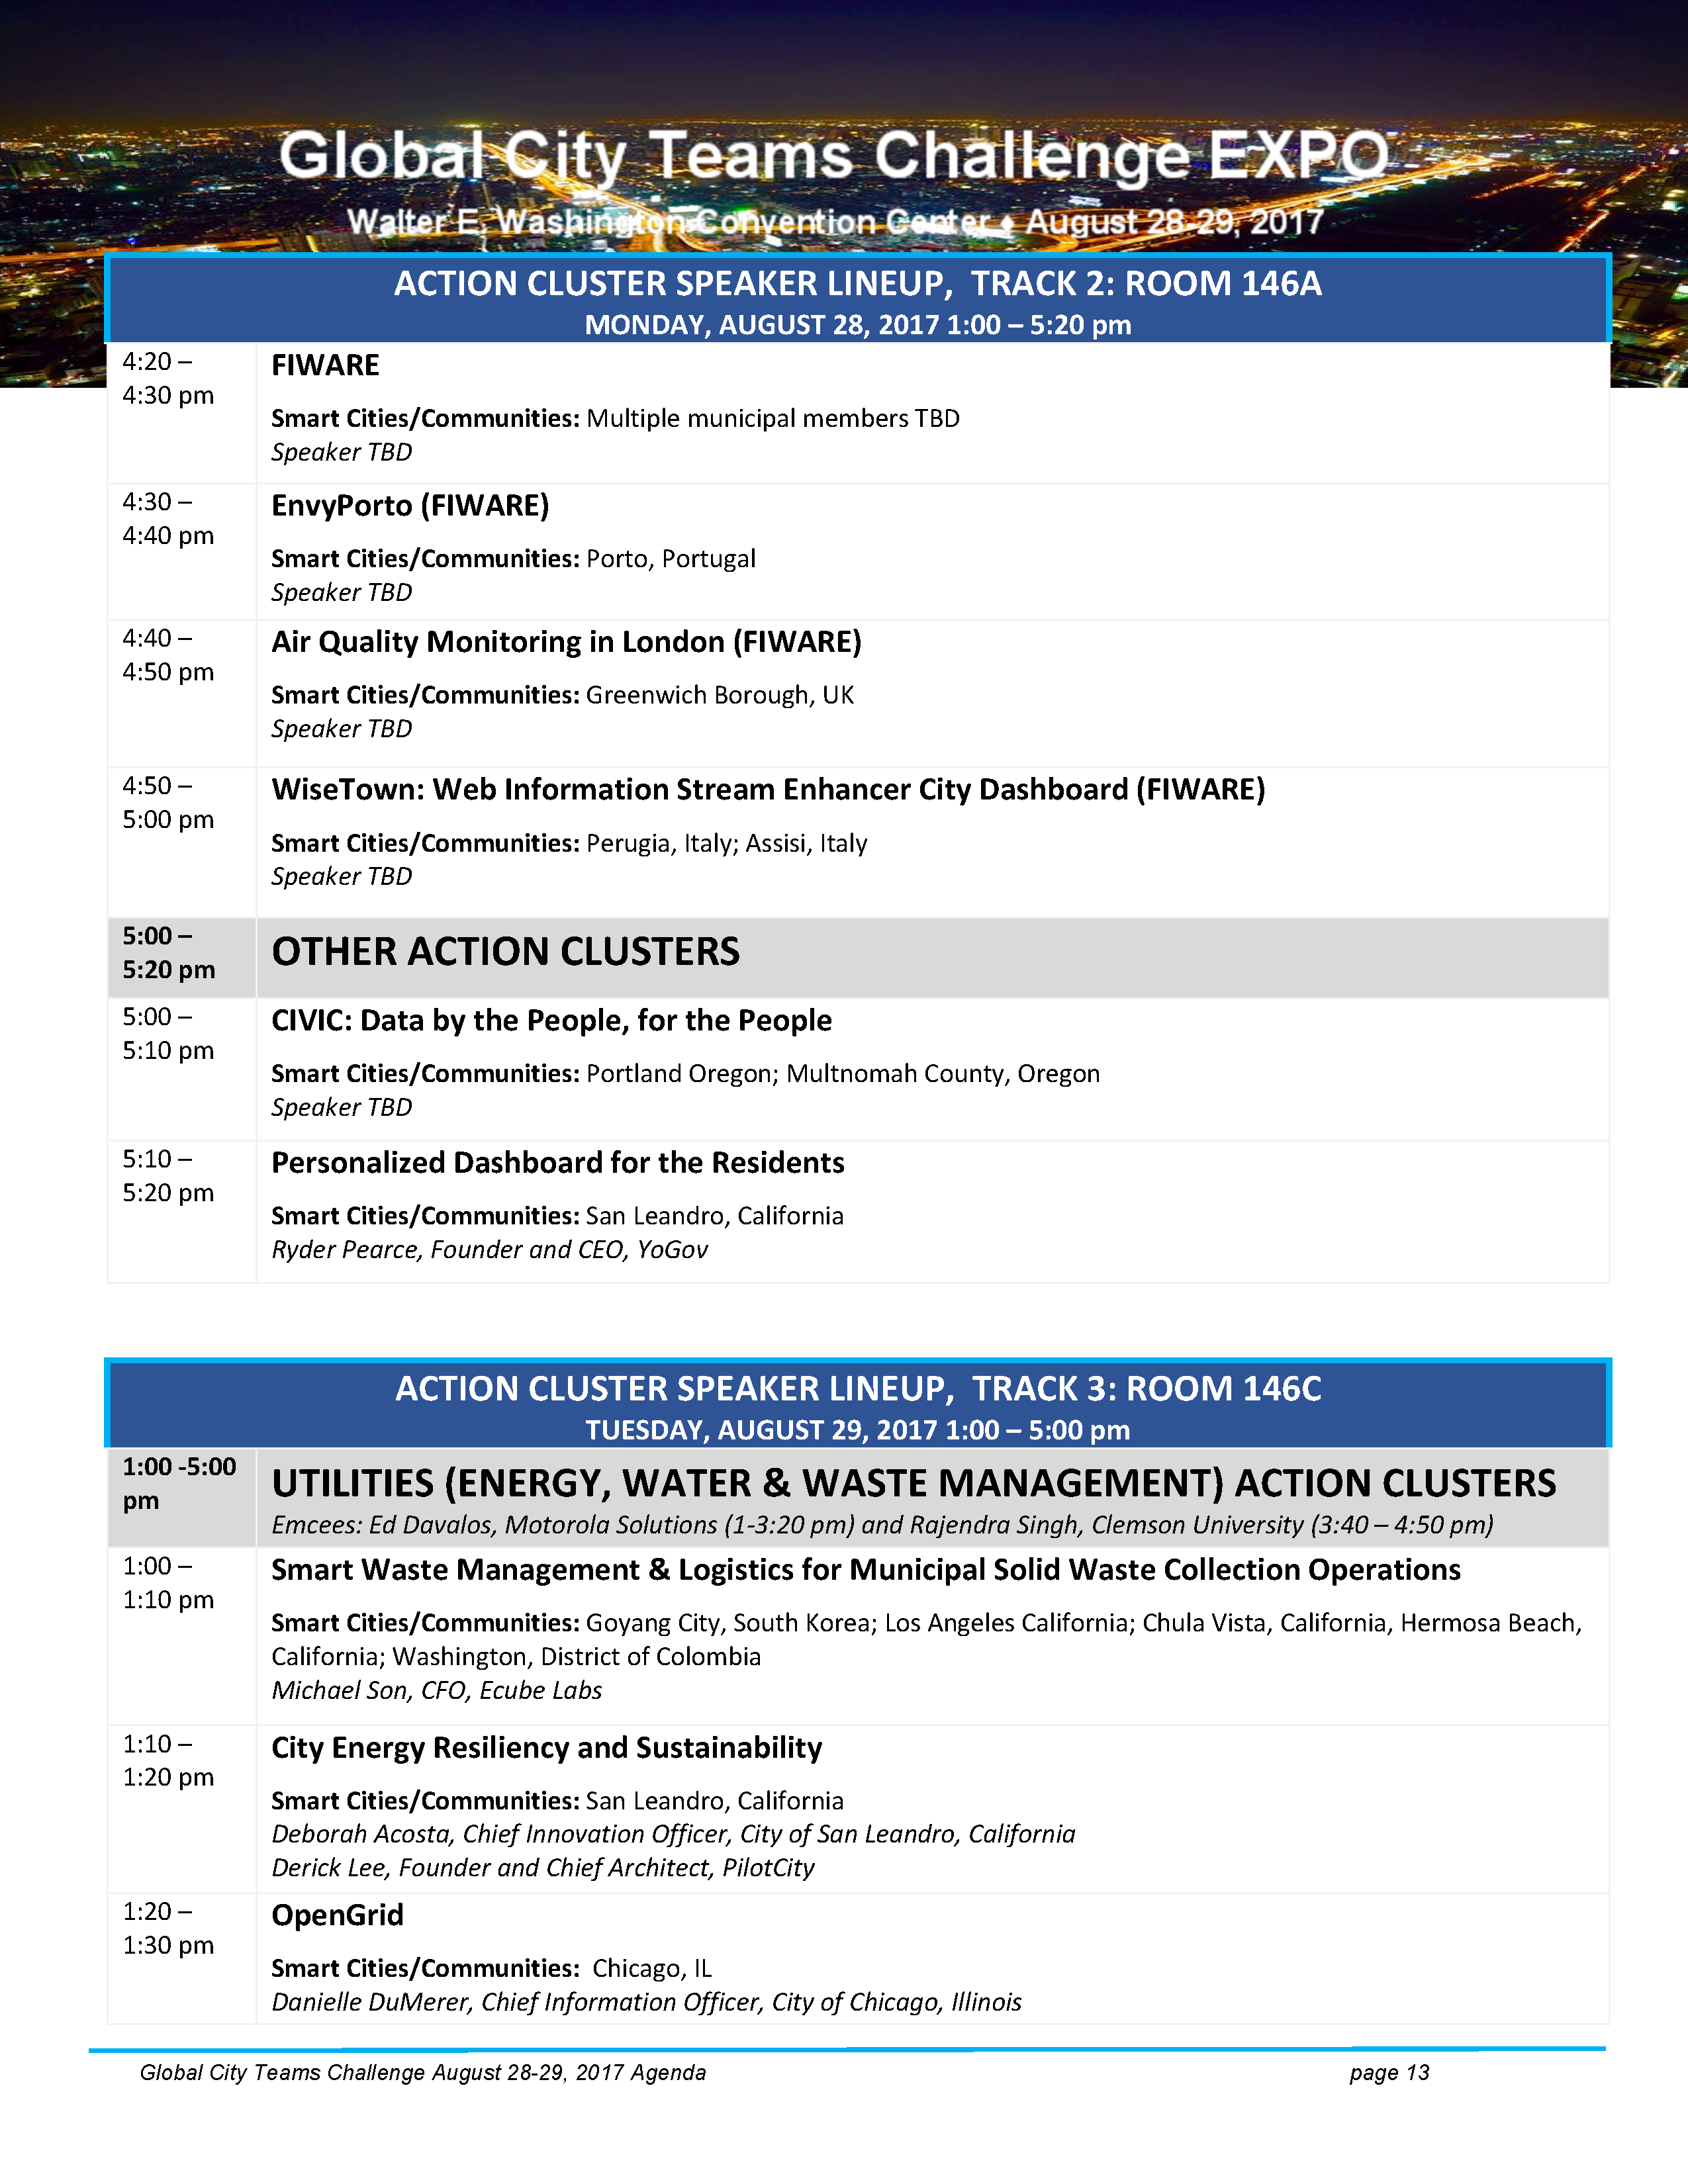 Global City Teams Challenge EXPO
Walter E. Washington Convention Center ♦ August 28-29, 2017
ACTION CLUSTER SPEAKER LINEUP,  TRACK 2: ROOM 146A
MONDAY, AUGUST 28, 2017 1:00 – 5:20 pm
4:20 –
4:30 pm
FIWARE
Smart Cities/Communities: Multiple municipal members TBD
Speaker TBD
4:30 –
4:40 pm
EnvyPorto (FIWARE)
Smart Cities/Communities: Porto, Portugal
Speaker TBD
4:40 –
4:50 pm
Air Quality Monitoring in London (FIWARE)
Smart Cities/Communities: Greenwich Borough, UK
Speaker TBD
4:50 –
5:00 pm
WiseTown: Web Information Stream Enhancer City Dashboard (FIWARE)
Smart Cities/Communities: Perugia, Italy; Assisi, Italy
Speaker TBD
5:00 –
5:20 pm
OTHER ACTION CLUSTERS
5:00 –
5:10 pm
CIVIC: Data by the People, for the People
Smart Cities/Communities: Portland Oregon; Multnomah County, Oregon
Speaker TBD
5:10 –
5:20 pm
Personalized Dashboard for the Residents
Smart Cities/Communities: San Leandro, California
Ryder Pearce, Founder and CEO, YoGov
ACTION CLUSTER SPEAKER LINEUP,  TRACK 3: ROOM 146C
TUESDAY, AUGUST 29, 2017 1:00 – 5:00 pm
1:00 -5:00
pm
UTILITIES (ENERGY, WATER & WASTE MANAGEMENT) ACTION CLUSTERS
Emcees: Ed Davalos, Motorola Solutions (1-3:20 pm) and Rajendra Singh, Clemson University (3:40 – 4:50 pm)
1:00 –
1:10 pm
Smart Waste Management & Logistics for Municipal Solid Waste Collection Operations
Smart Cities/Communities: Goyang City, South Korea; Los Angeles California; Chula Vista, California, Hermosa Beach,
California; Washington, District of Colombia
Michael Son, CFO, Ecube Labs
1:10 –
1:20 pm
City Energy Resiliency and Sustainability
Smart Cities/Communities: San Leandro, California
Deborah Acosta, Chief Innovation Officer, City of San Leandro, California
Derick Lee, Founder and Chief Architect, PilotCity
1:20 –
1:30 pm
OpenGrid
Smart Cities/Communities:  Chicago, IL
Danielle DuMerer, Chief Information Officer, City of Chicago, Illinois
Global City Teams Challenge August 28-29, 2017 Agenda
page 13